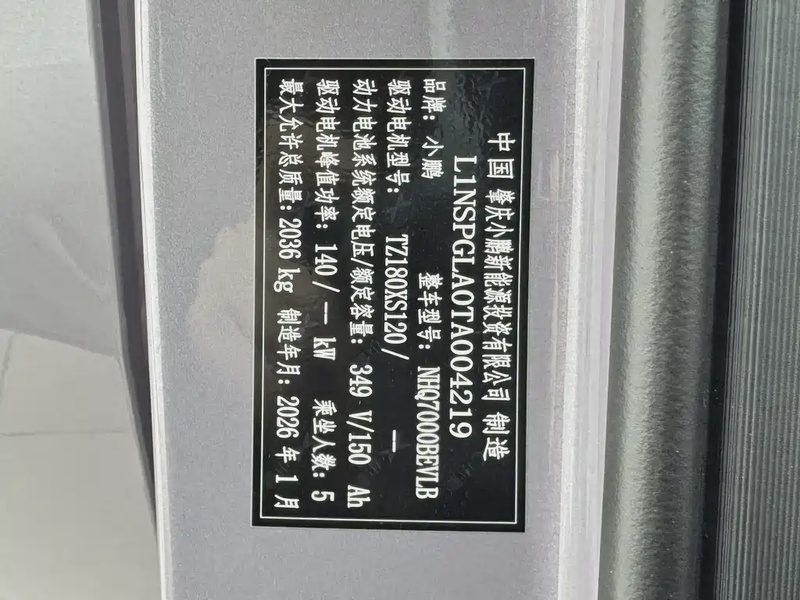 中国 肇庆小鹏新能源投资有限公司 制造
L1NSPGLA0TA004219
品牌: 小鹏 整车型号: NHQ7000BEVLB
驱动电机型号: TZ180XS120/ --
动力电池系统额定电压/额定容量: 349 V/150 Ah
驱动电机峰值功率: 140/ -- kW 乘坐人数: 5
最大允许总质量: 2036 kg 制造年月: 2026 年 1 月